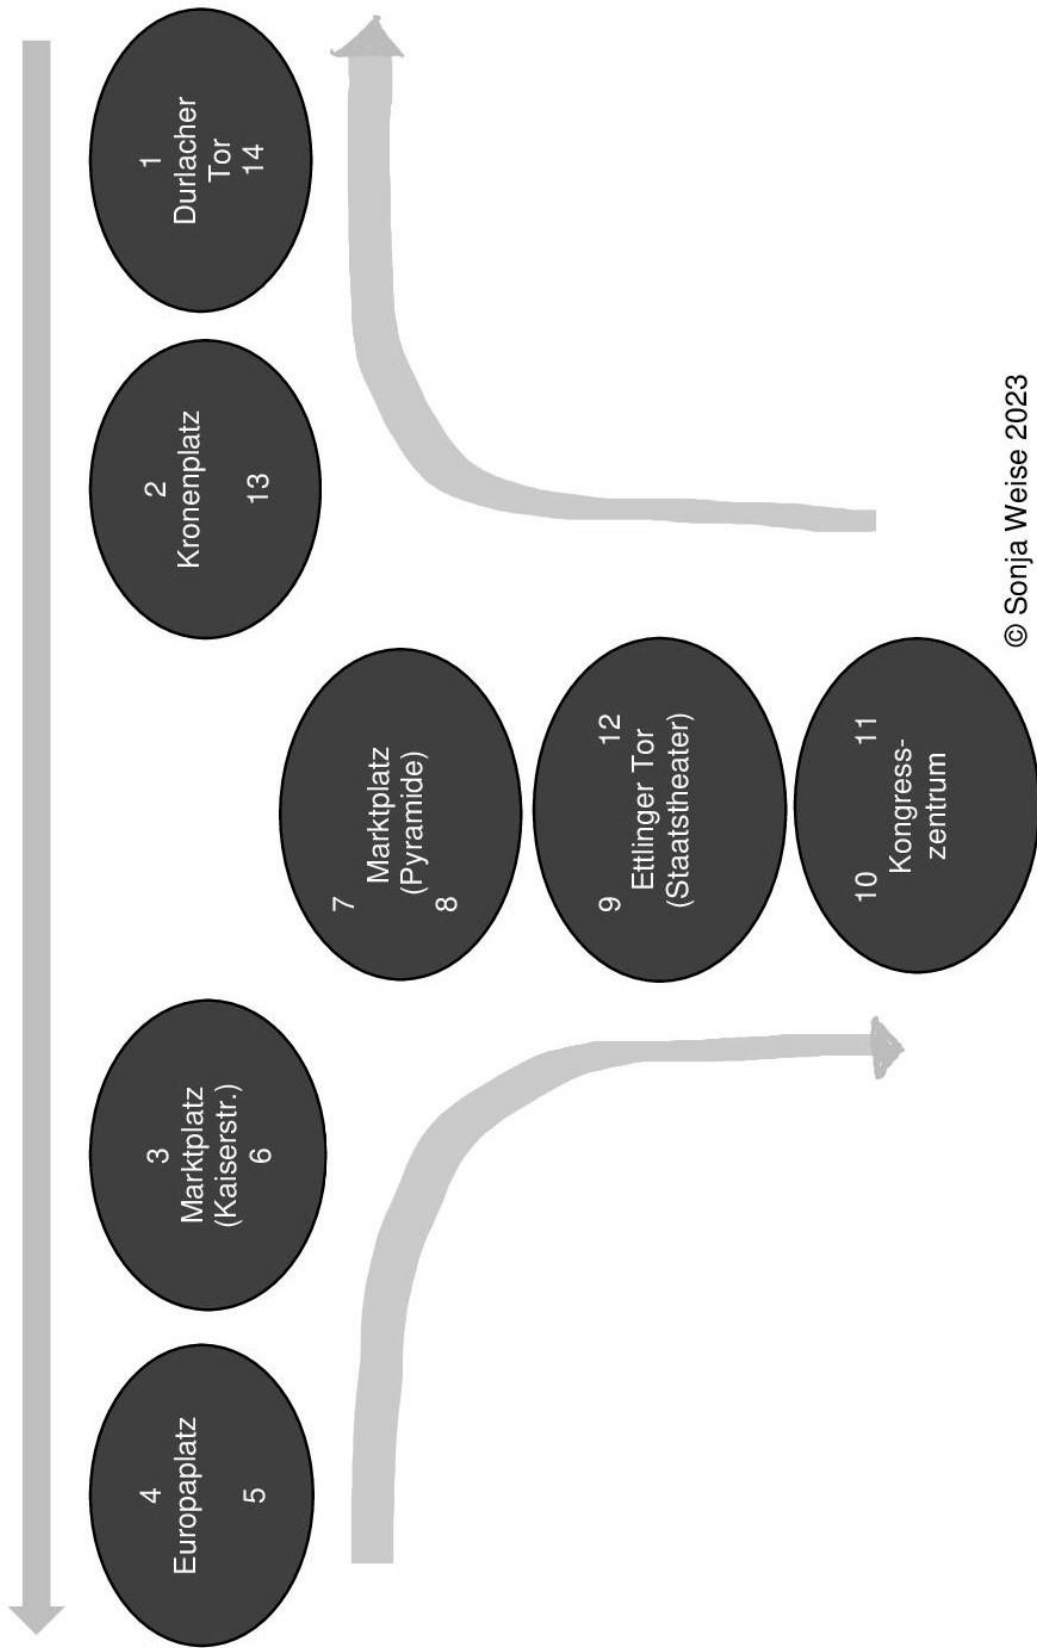 4
Europaplatz
5
3
Marktplatz
(Kaiserstr.)
6
2
Kronenplatz
13
1
Durlacher
Tor
14
7
Marktplatz
(Pyramide)
8
9 12
Ettlinger Tor
(Staatstheater)
10 11
Kongress-
zentrum
© Sonja Weise 2023